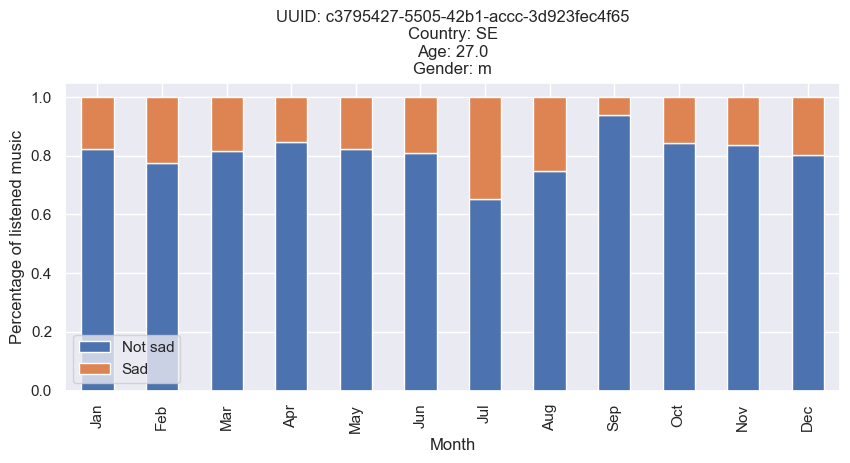 UUID: c3795427-5505-42b1-accc-3d923fec4f65
Country: SE
Age: 27.0
Gender: m
Percentage of listened music
1.0
0.8
0.6
0.4
0.2
0.0
Not sad
Sad
Jan Feb Mar Apr May Jun Jul Aug Sep Oct Nov Dec
Month